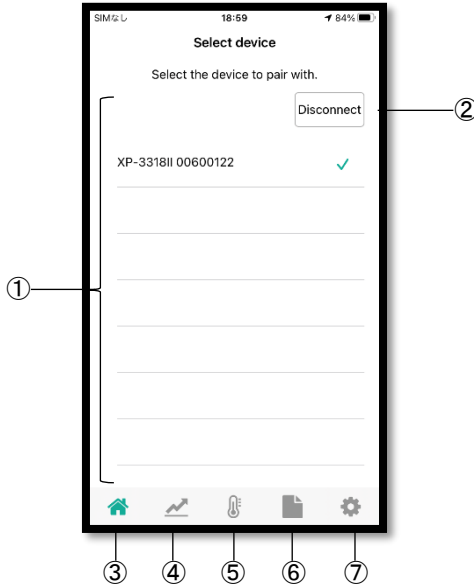 SIMなし 18:59 84%
Select device
Select the device to pair with.
Disconnect
②
XP-3318II 00600122
①
③ ④ ⑤ ⑥ ⑦